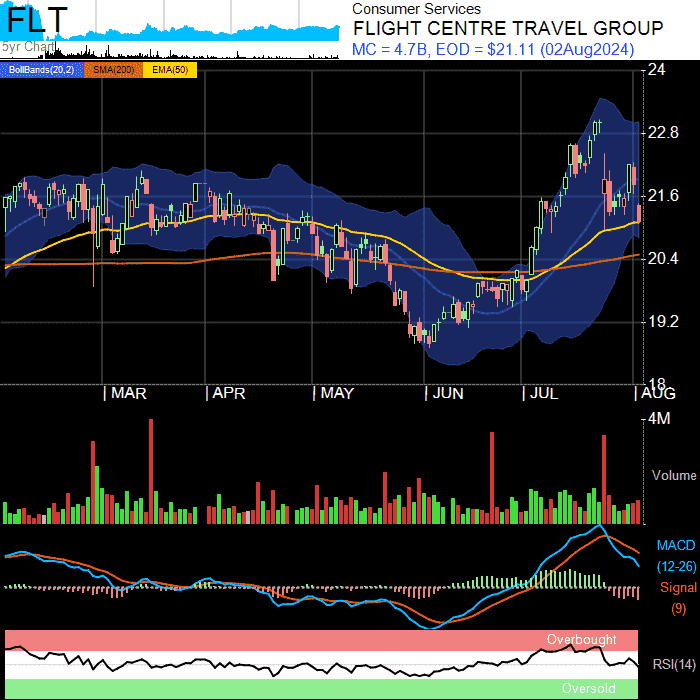 FLT
5yr Chart
Consumer Services
FLIGHT CENTRE TRAVEL GROUP
MC = 4.7B, EOD = $21.11 (02Aug2024)
BollBands(20,2) SMA(200) EMA(50)
24
22.8
21.6
20.4
19.2
18
MAR APR MAY JUN JUL AUG
4M
Volume
MACD
(12-26)
Signal
(9)
Overbought
RSI(14)
Oversold